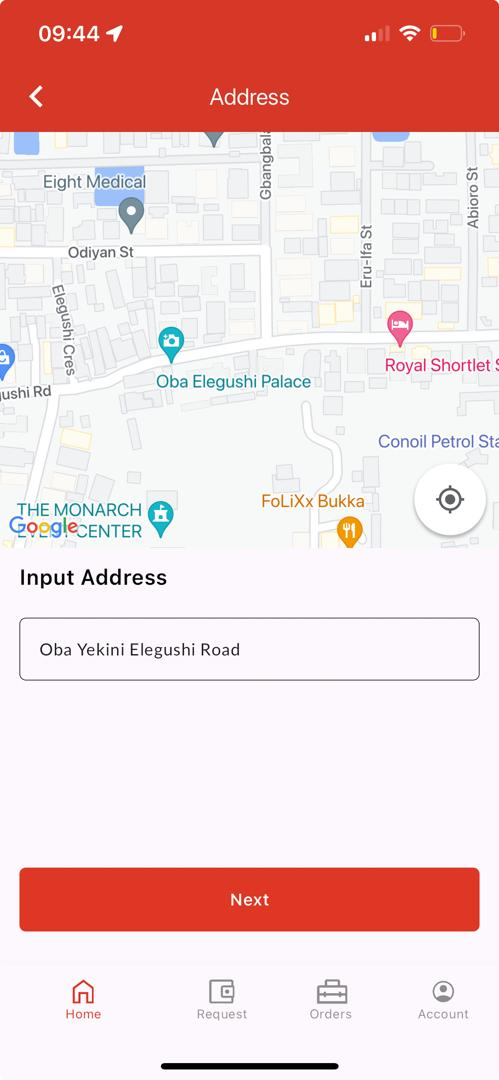 09:44
Address
Eight Medical
Gbangbala
Abioro St
Odiyan St
Eru-Ifa St
Elegushi Cres
Oba Elegushi Palace
Royal Shortlet S
ushi Rd
Conoil Petrol Sta
FoLiXx Bukka
THE MONARCH
EVENT CENTER
Google
Input Address
Oba Yekini Elegushi Road
Next
Home
Request
Orders
Account